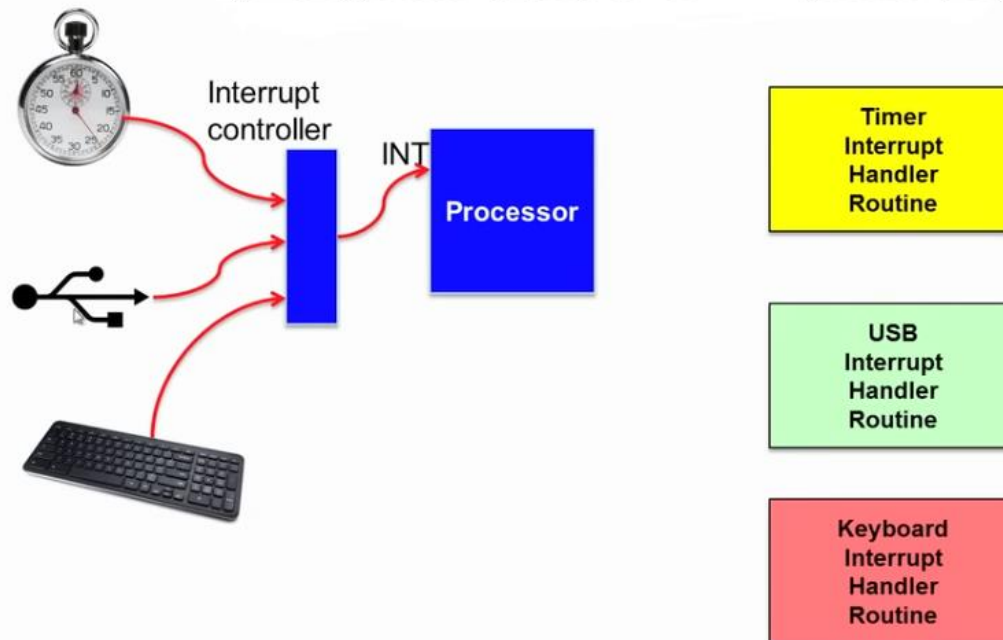 Interrupt
controller
INT
Processor
Timer
Interrupt
Handler
Routine
USB
Interrupt
Handler
Routine
Keyboard
Interrupt
Handler
Routine